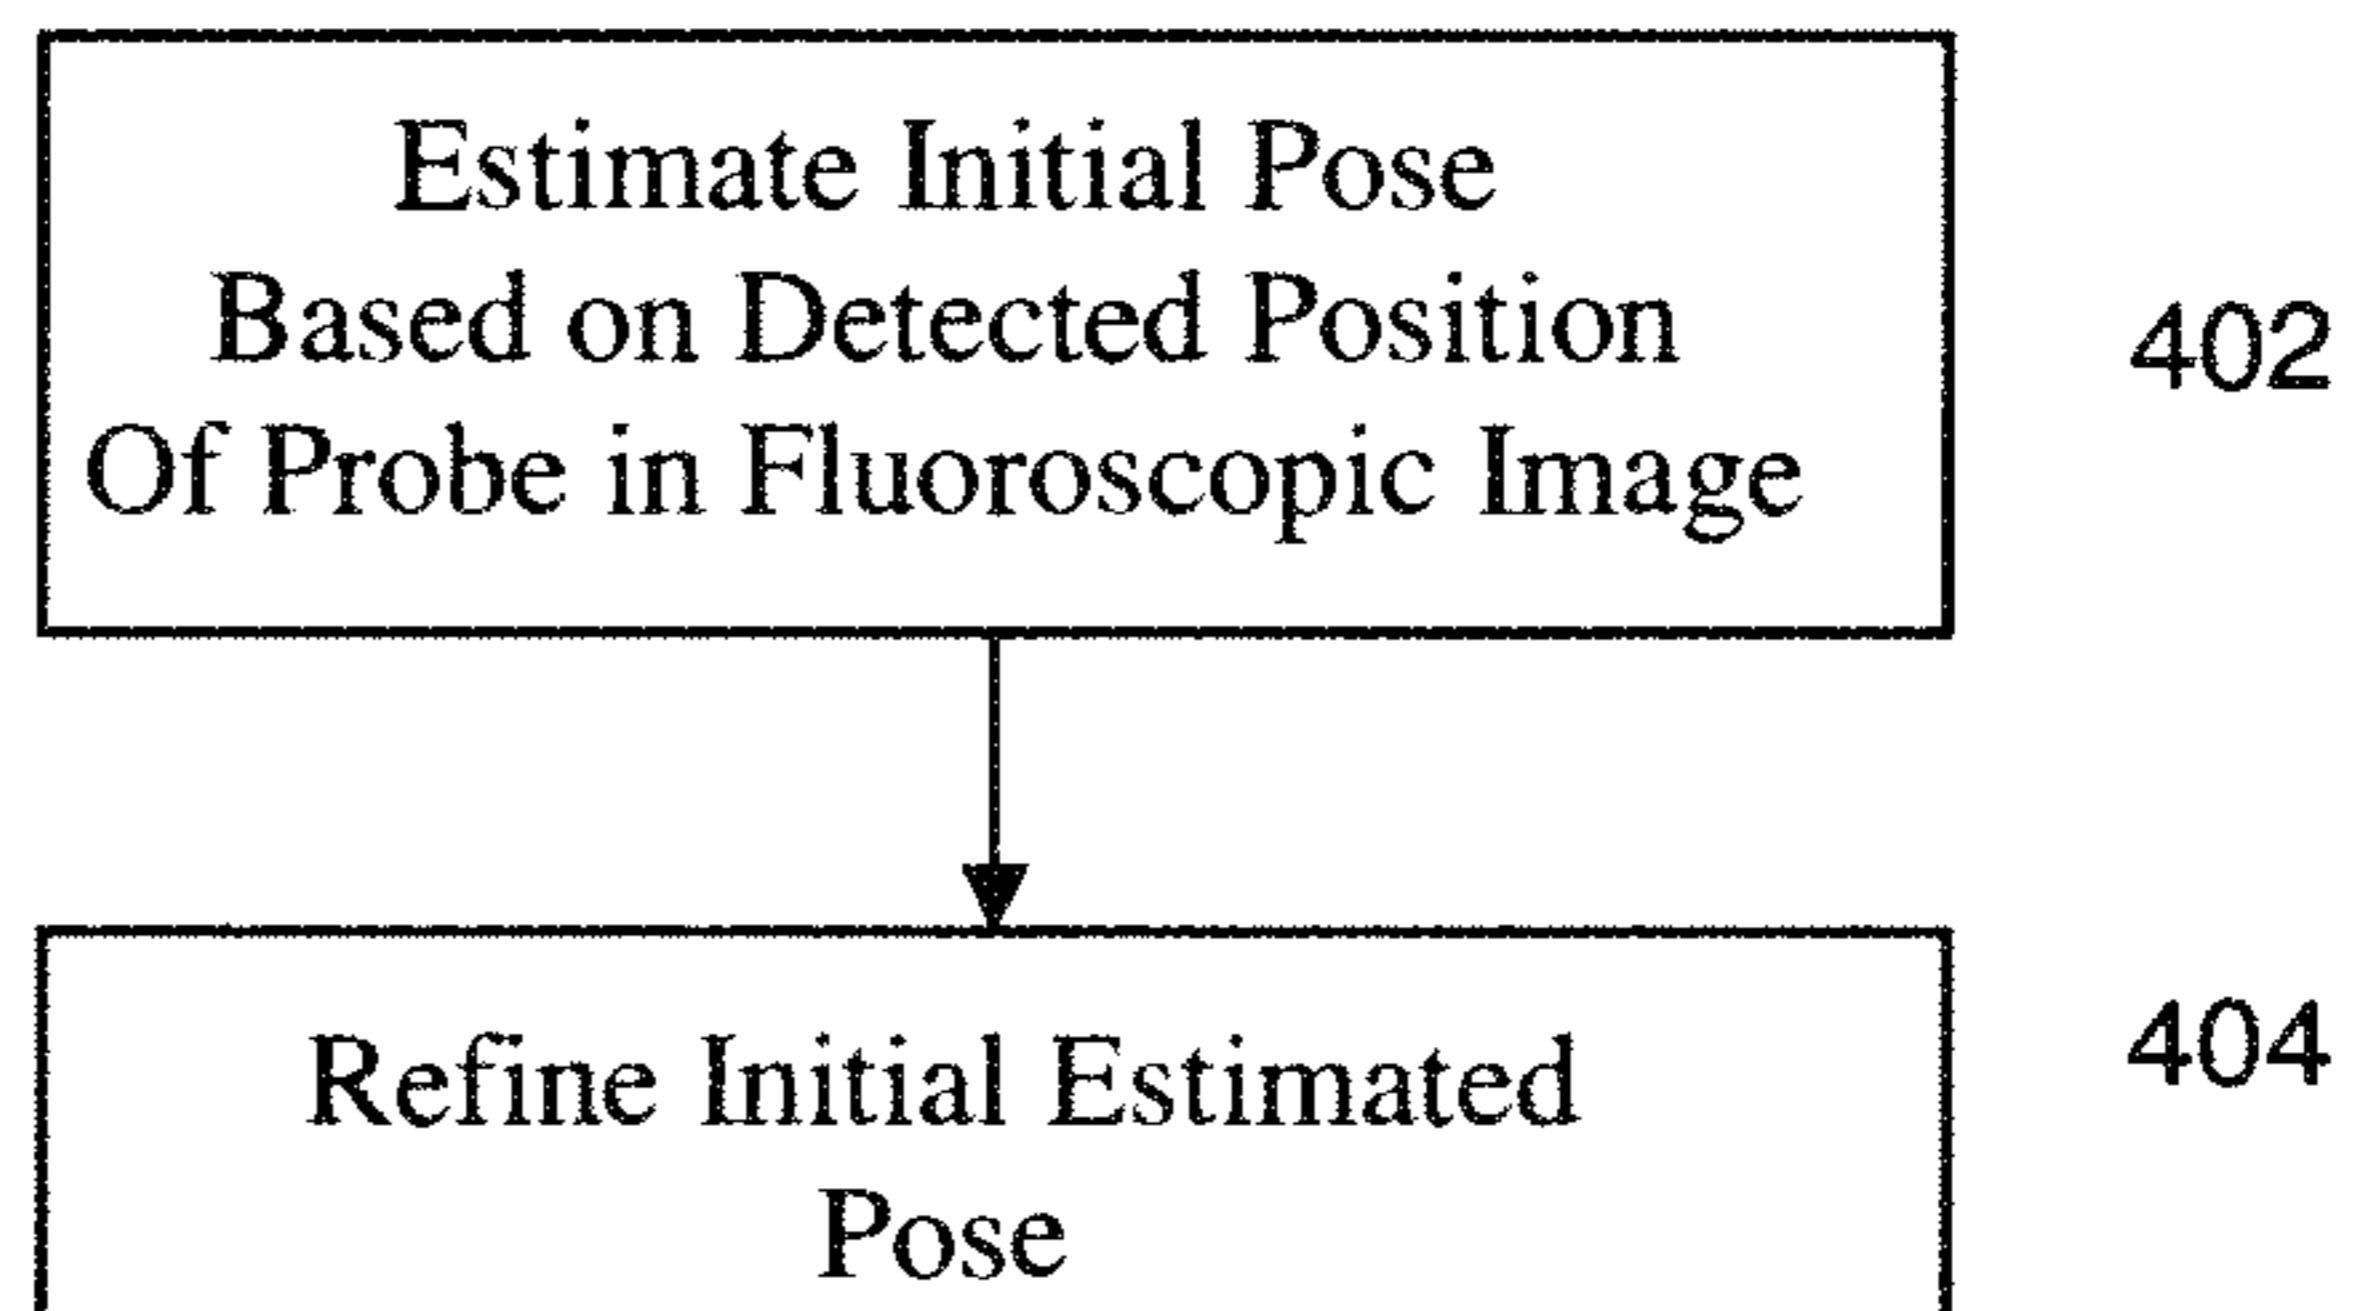 Estimate Initial Pose
Based on Detected Position
Of Probe in Fluoroscopic Image
402
Refine Initial Estimated
Pose
404